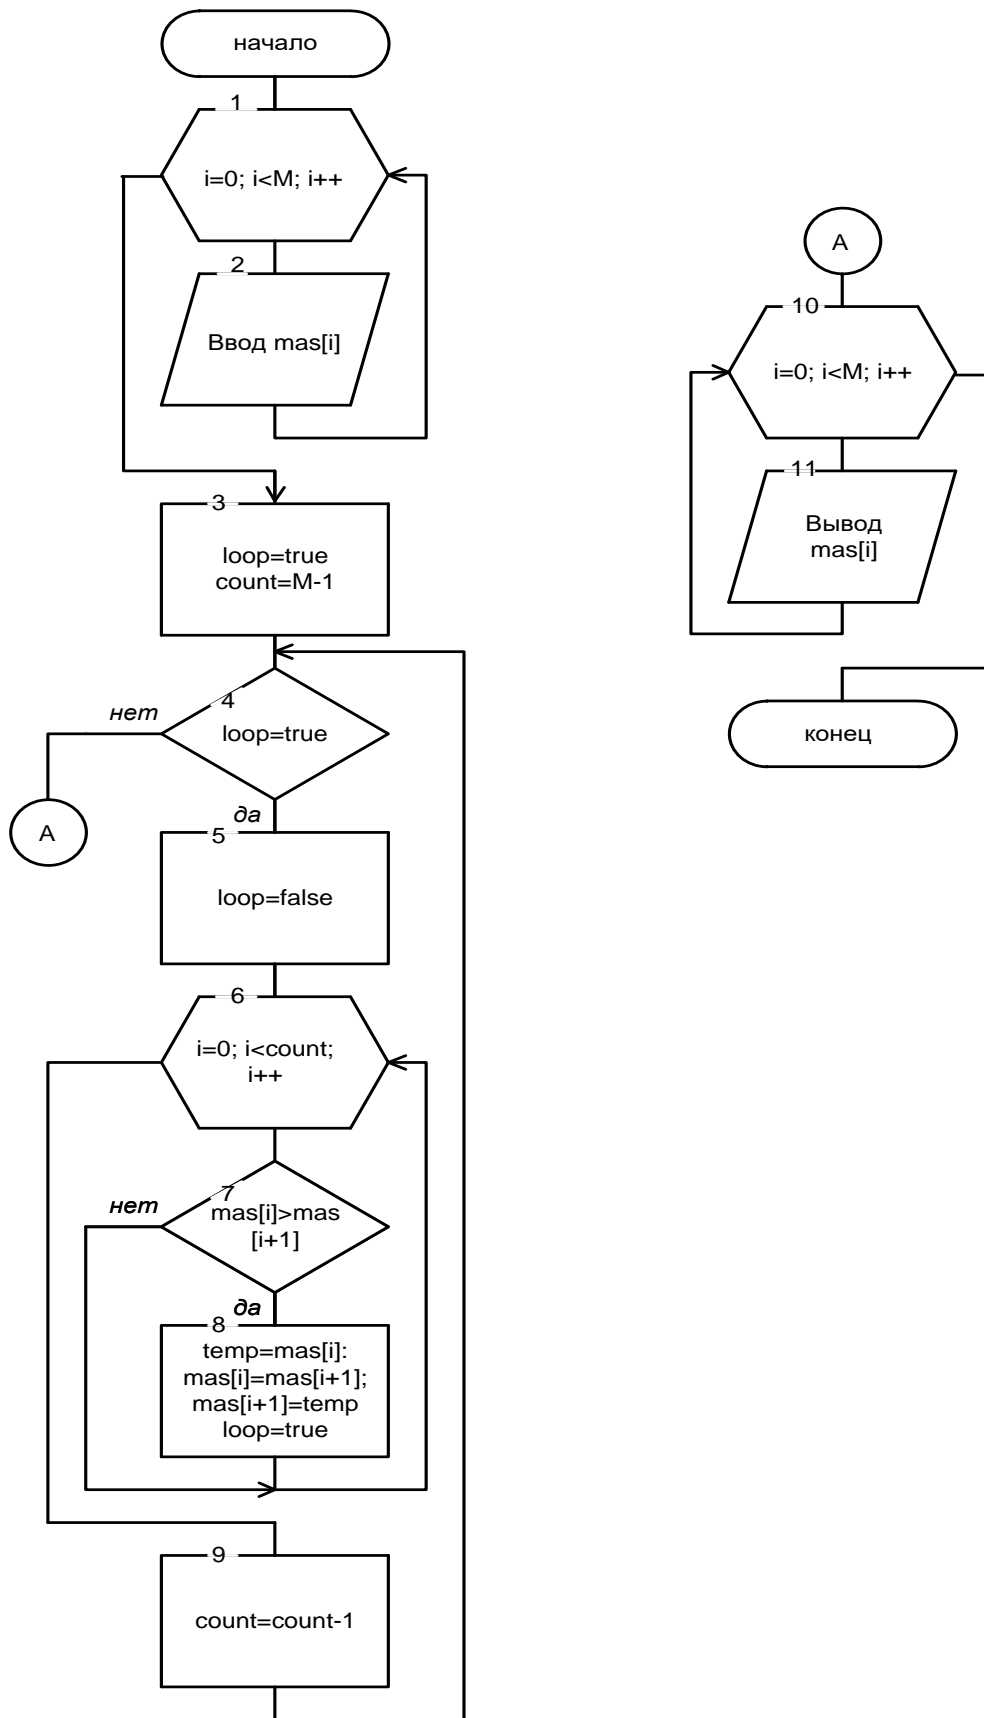 начало
1
i=0; i<M; i++
2
Ввод mas[i]
3
loop=true
count=M-1
4
нет
loop=true
да
А
5
loop=false
6
i=0; i<count;
i++
7
нет
mas[i]>mas
[i+1]
да
8
temp=mas[i]:
mas[i]=mas[i+1];
mas[i+1]=temp
loop=true
9
count=count-1
А
10
i=0; i<M; i++
11
Вывод
mas[i]
конец